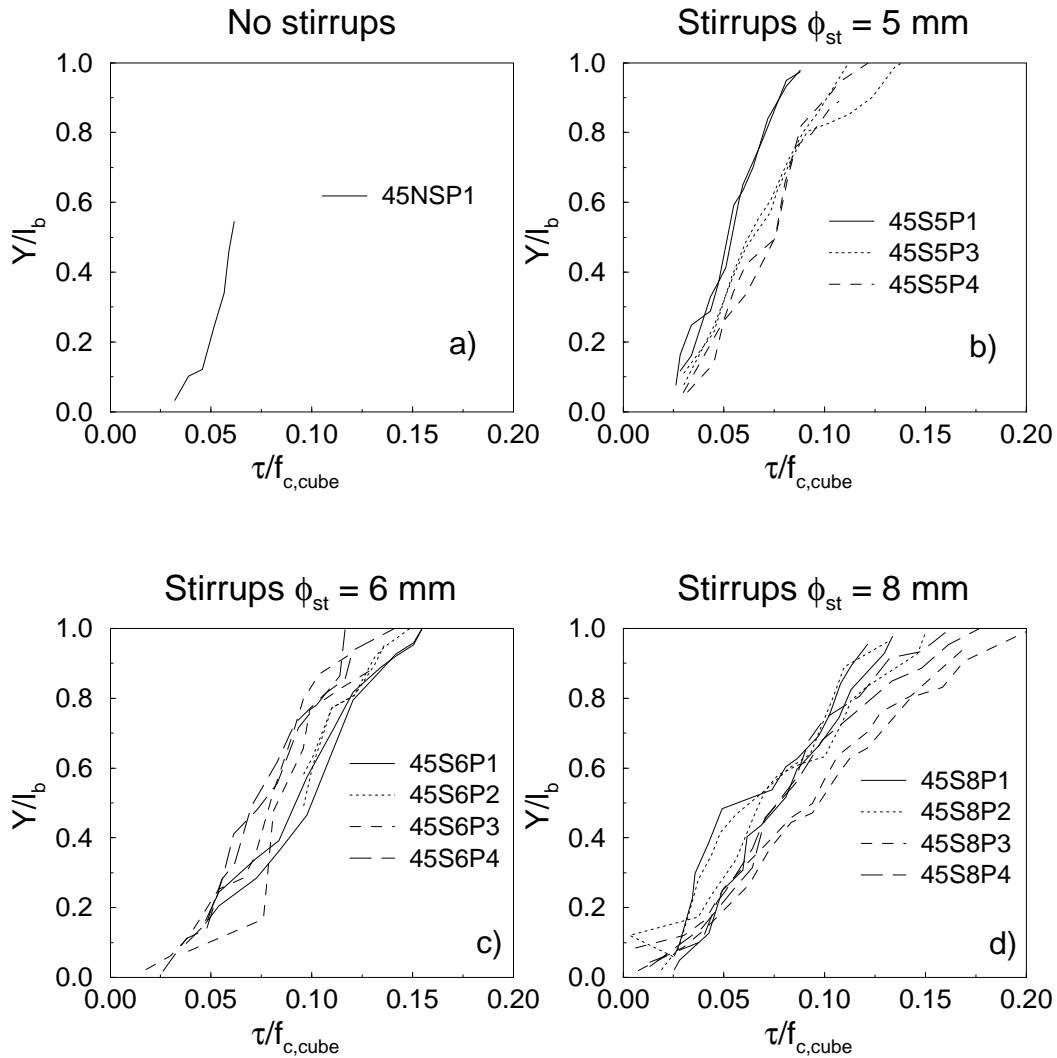 No stirrups
1.0
0.8
0.6
0.4
0.2
0.0
Y/l_b
45NSP1
a)
0.00 0.05 0.10 0.15 0.20
τ/f_c,cube
Stirrups ϕ_st = 5 mm
1.0
0.8
0.6
0.4
0.2
0.0
Y/l_b
45S5P1
45S5P3
45S5P4
b)
0.00 0.05 0.10 0.15 0.20
τ/f_c,cube
Stirrups ϕ_st = 6 mm
1.0
0.8
0.6
0.4
0.2
0.0
Y/l_b
45S6P1
45S6P2
45S6P3
45S6P4
c)
0.00 0.05 0.10 0.15 0.20
τ/f_c,cube
Stirrups ϕ_st = 8 mm
1.0
0.8
0.6
0.4
0.2
0.0
Y/l_b
45S8P1
45S8P2
45S8P3
45S8P4
d)
0.00 0.05 0.10 0.15 0.20
τ/f_c,cube